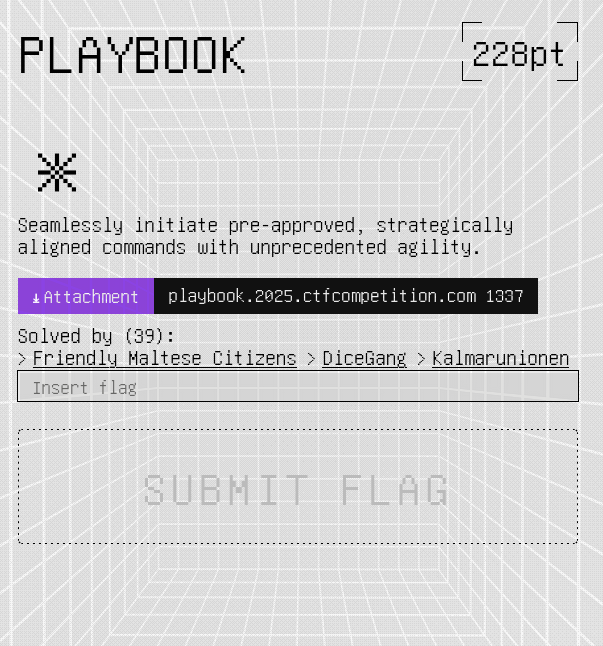 PLAYBOOK
228pt
Seamlessly initiate pre-approved, strategically
aligned commands with unprecedented agility.
Attachment playbook.2025.ctfcompetition.com 1337
Solved by (39):
> Friendly Maltese Citizens > DiceGang > Kalmarunionen
Insert flag
SUBMIT FLAG